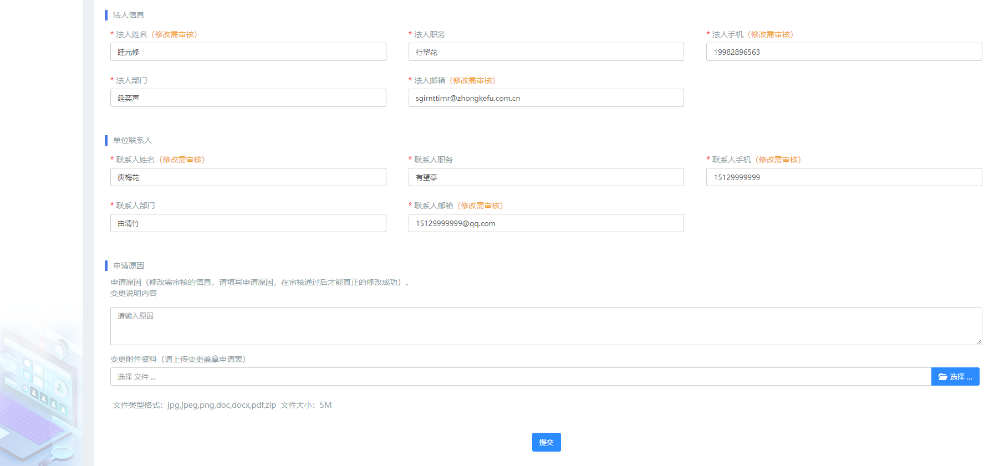 法人信息
* 法人姓名（修改需审核）
* 法人职务
* 法人手机（修改需审核）
眭元修
行翠花
19982896563
* 法人部门
* 法人邮箱（修改需审核）
延奕声
sgirnttirnr@zhongkefu.com.cn
单位联系人
* 联系人姓名（修改需审核）
* 联系人职务
* 联系人手机（修改需审核）
庾梅花
有望亭
15129999999
* 联系人部门
* 联系人邮箱（修改需审核）
由清竹
15129999999@qq.com
申请原因
申请原因（修改需审核的信息，请填写申请原因，在审核通过后才能真正的修改成功）。
变更说明内容
请输入原因
变更附件资料（请上传变更盖章申请表）
选择 文件 ...
选择 ...
文件类型格式：jpg,jpeg,png,doc,docx,pdf,zip 文件大小：5M
提交